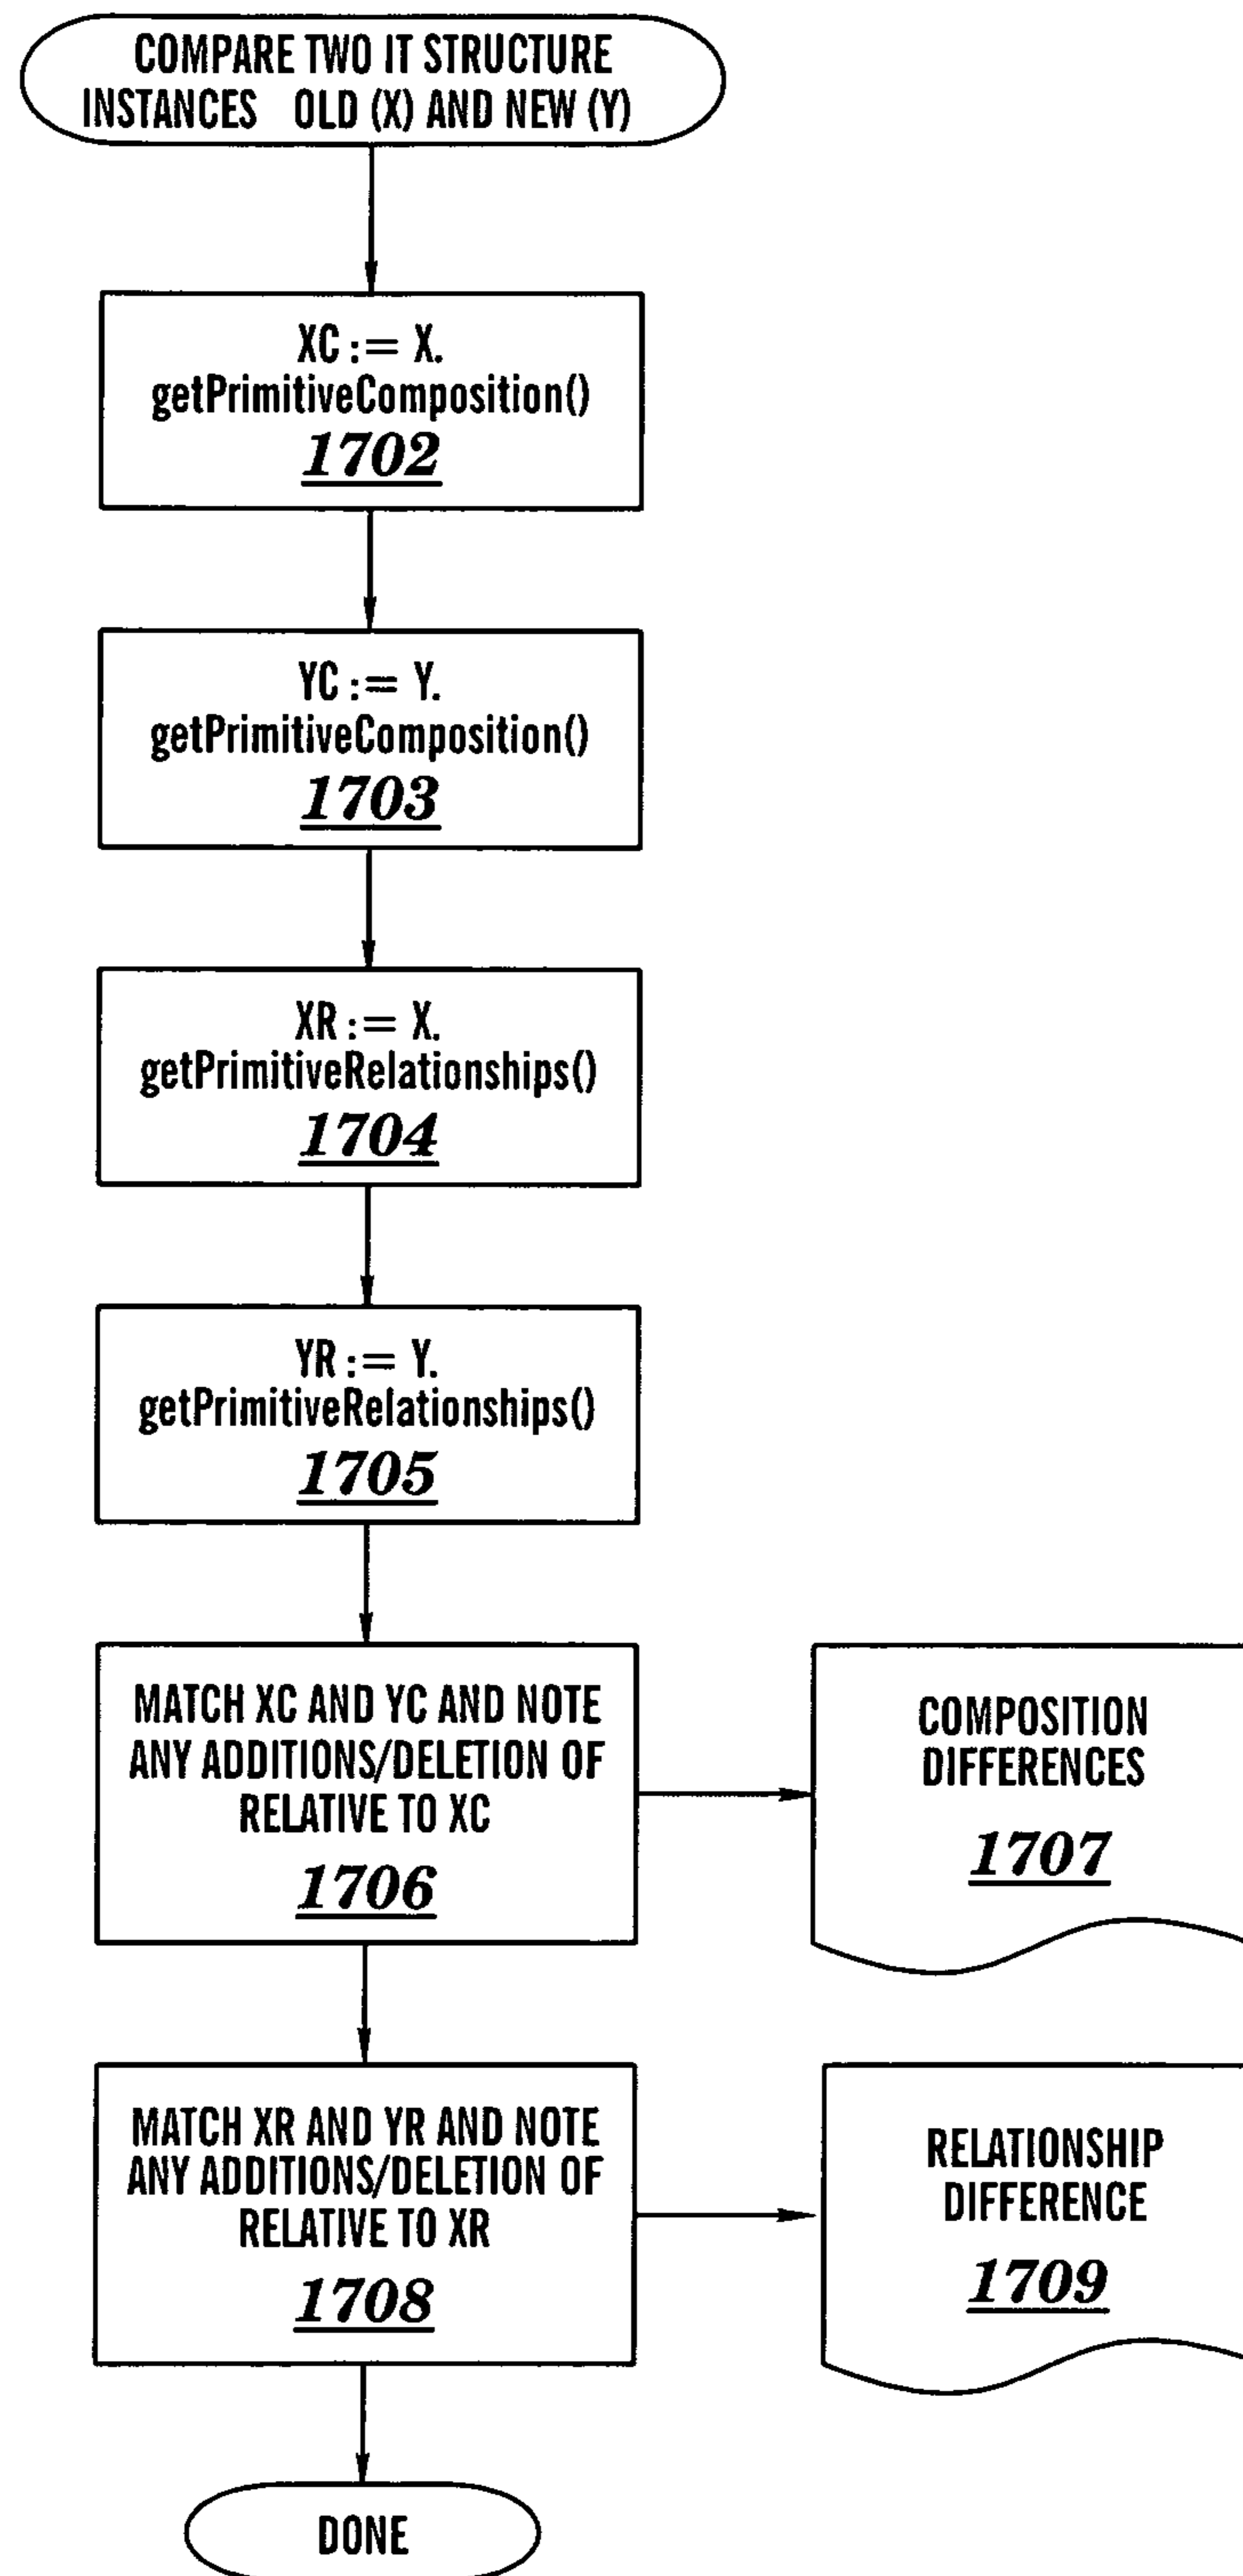 COMPARE TWO IT STRUCTURE
INSTANCES OLD (X) AND NEW (Y)
XC := X.
getPrimitiveComposition()
1702
YC := Y.
getPrimitiveComposition()
1703
XR := X.
getPrimitiveRelationships()
1704
YR := Y.
getPrimitiveRelationships()
1705
MATCH XC AND YC AND NOTE
ANY ADDITIONS/DELETION OF
RELATIVE TO XC
1706
COMPOSITION
DIFFERENCES
1707
MATCH XR AND YR AND NOTE
ANY ADDITIONS/DELETION OF
RELATIVE TO XR
1708
RELATIONSHIP
DIFFERENCE
1709
DONE